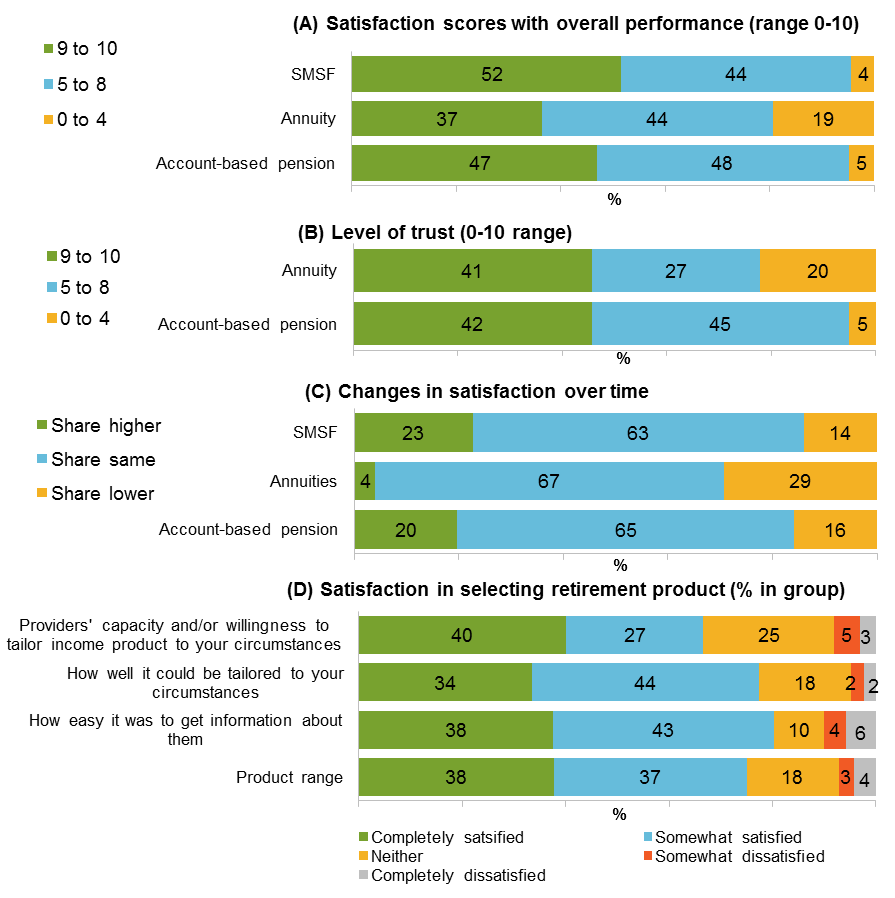 (A) Satisfaction scores with overall performance (range 0-10)
9 to 10
5 to 8
0 to 4
SMSF 52 44 4
Annuity 37 44 19
Account-based pension 47 48 5
%
(B) Level of trust (0-10 range)
9 to 10
5 to 8
0 to 4
Annuity 41 27 20
Account-based pension 42 45 5
%
(C) Changes in satisfaction over time
Share higher
Share same
Share lower
SMSF 23 63 14
Annuities 4 67 29
Account-based pension 20 65 16
%
(D) Satisfaction in selecting retirement product (% in group)
Providers' capacity and/or willingness to
tailor income product to your circumstances
40 27 25 5 3
How well it could be tailored to your
circumstances
34 44 18 2 2
How easy it was to get information about
them
38 43 10 4 6
Product range 38 37 18 3 4
%
Completely satsified Somewhat satisfied
Neither Somewhat dissatisfied
Completely dissatisfied